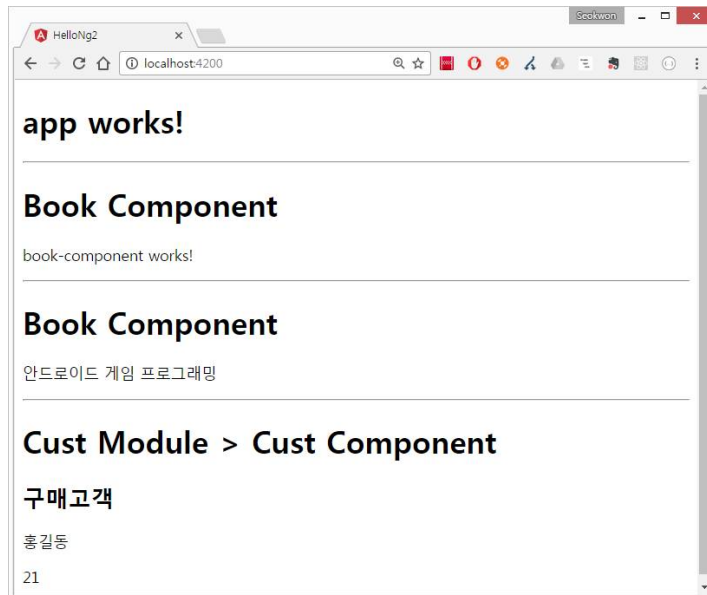 Seokwon
HelloNg2
localhost:4200
app works!
Book Component
book-component works!
Book Component
안드로이드 게임 프로그래밍
Cust Module > Cust Component
구매고객
홍길동
21